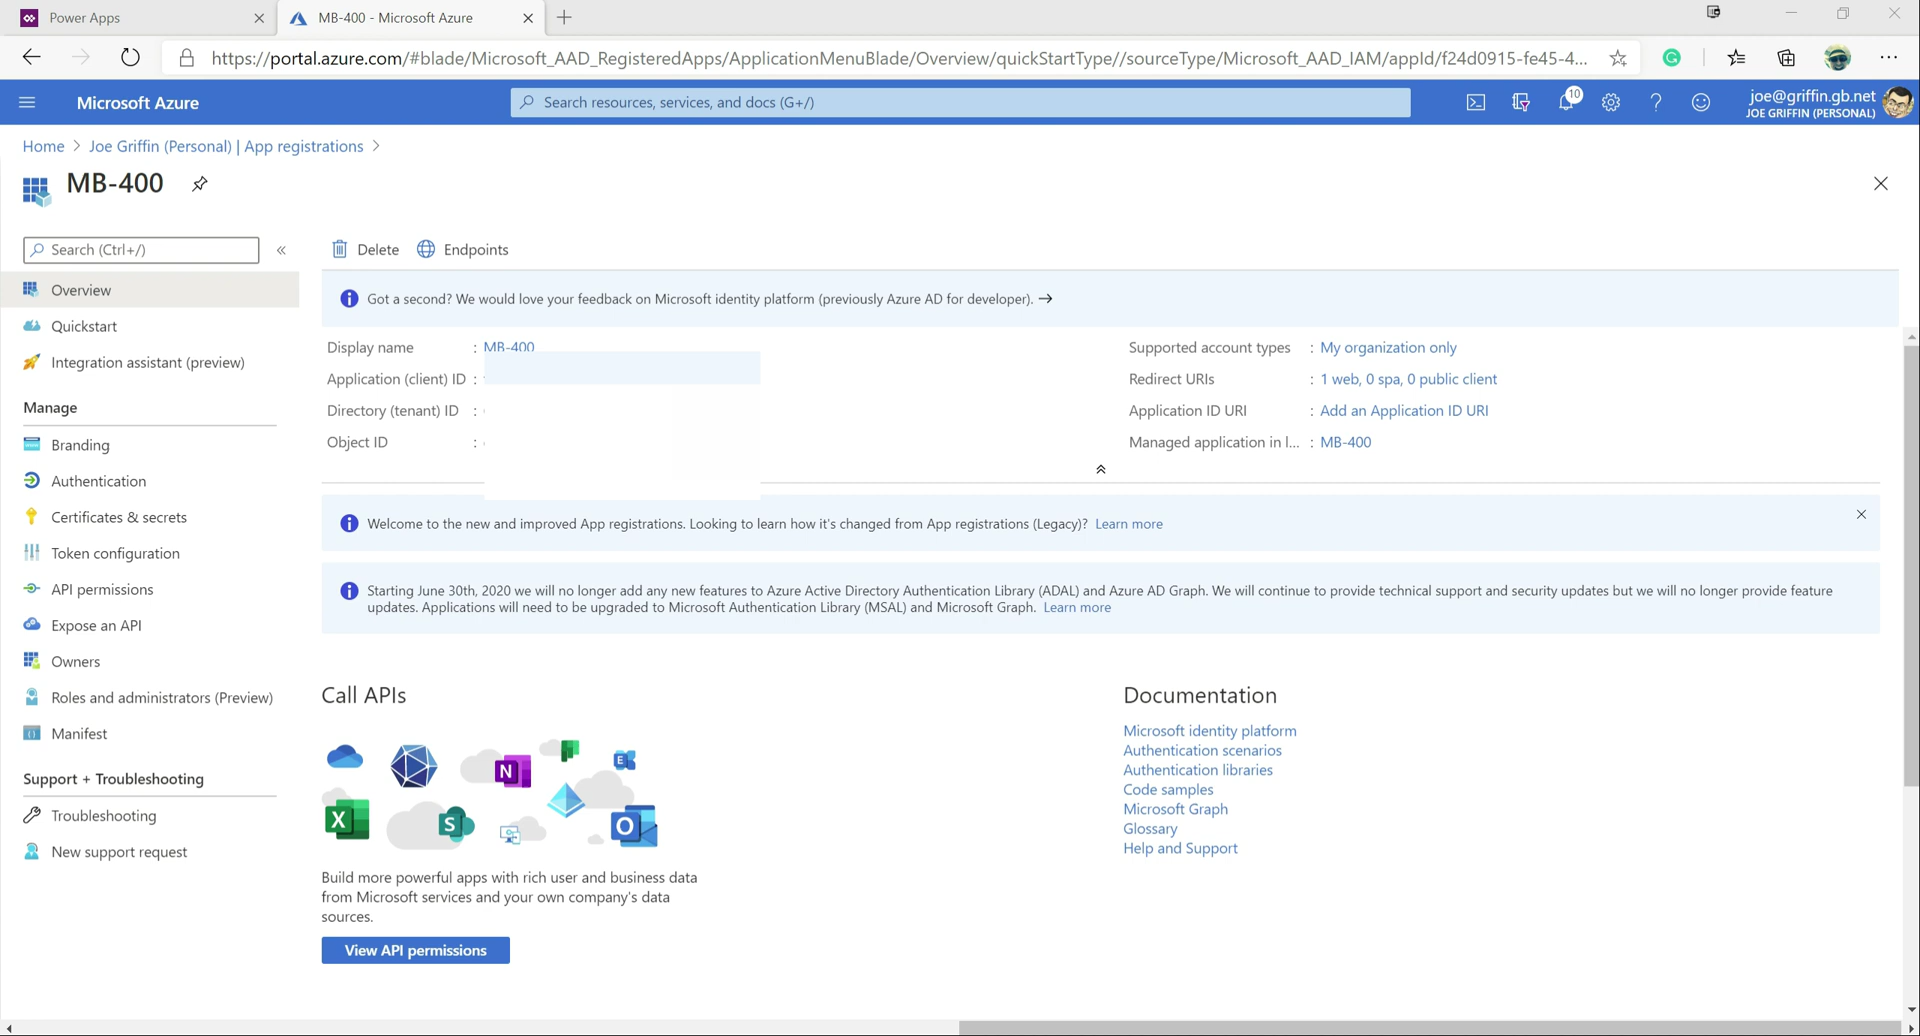 Power Apps
MB-400 - Microsoft Azure
https://portal.azure.com/#blade/Microsoft_AAD_RegisteredApps/ApplicationMenuBlade/Overview/quickStartType//sourceType/Microsoft_AAD_IAM/appId/f24d0915-fe45-4...
Microsoft Azure
Search resources, services, and docs (G+/)
10
joe@griffin.gb.net
JOE GRIFFIN (PERSONAL)
Home > Joe Griffin (Personal) | App registrations >
MB-400
Search (Ctrl+/)
«
Delete
Endpoints
Overview
Quickstart
Integration assistant (preview)
Manage
Branding
Authentication
Certificates & secrets
Token configuration
API permissions
Expose an API
Owners
Roles and administrators (Preview)
Manifest
Support + Troubleshooting
Troubleshooting
New support request
Got a second? We would love your feedback on Microsoft identity platform (previously Azure AD for developer). →
Display name : MB-400
Application (client) ID :
Directory (tenant) ID :
Object ID :
Supported account types : My organization only
Redirect URIs : 1 web, 0 spa, 0 public client
Application ID URI : Add an Application ID URI
Managed application in l... : MB-400
Welcome to the new and improved App registrations. Looking to learn how it's changed from App registrations (Legacy)? Learn more
Starting June 30th, 2020 we will no longer add any new features to Azure Active Directory Authentication Library (ADAL) and Azure AD Graph. We will continue to provide technical support and security updates but we will no longer provide feature
updates. Applications will need to be upgraded to Microsoft Authentication Library (MSAL) and Microsoft Graph. Learn more
Call APIs
N
E
X
S
O
Build more powerful apps with rich user and business data
from Microsoft services and your own company's data
sources.
View API permissions
Documentation
Microsoft identity platform
Authentication scenarios
Authentication libraries
Code samples
Microsoft Graph
Glossary
Help and Support